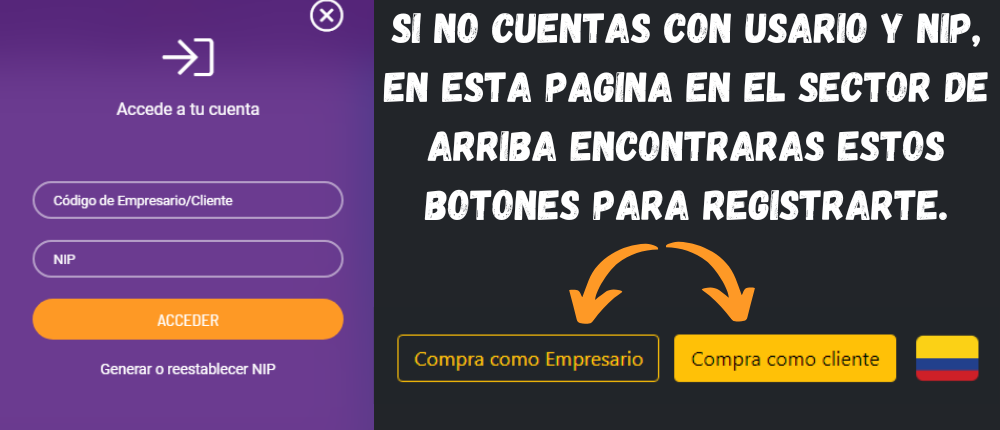 Accede a tu cuenta
Código de Empresario/Cliente
NIP
ACCEDER
Generar o reestablecer NIP
SI NO CUENTAS CON USARIO Y NIP,
EN ESTA PAGINA EN EL SECTOR DE
ARRIBA ENCONTRARAS ESTOS
BOTONES PARA REGISTRARTE.
Compra como Empresario
Compra como cliente